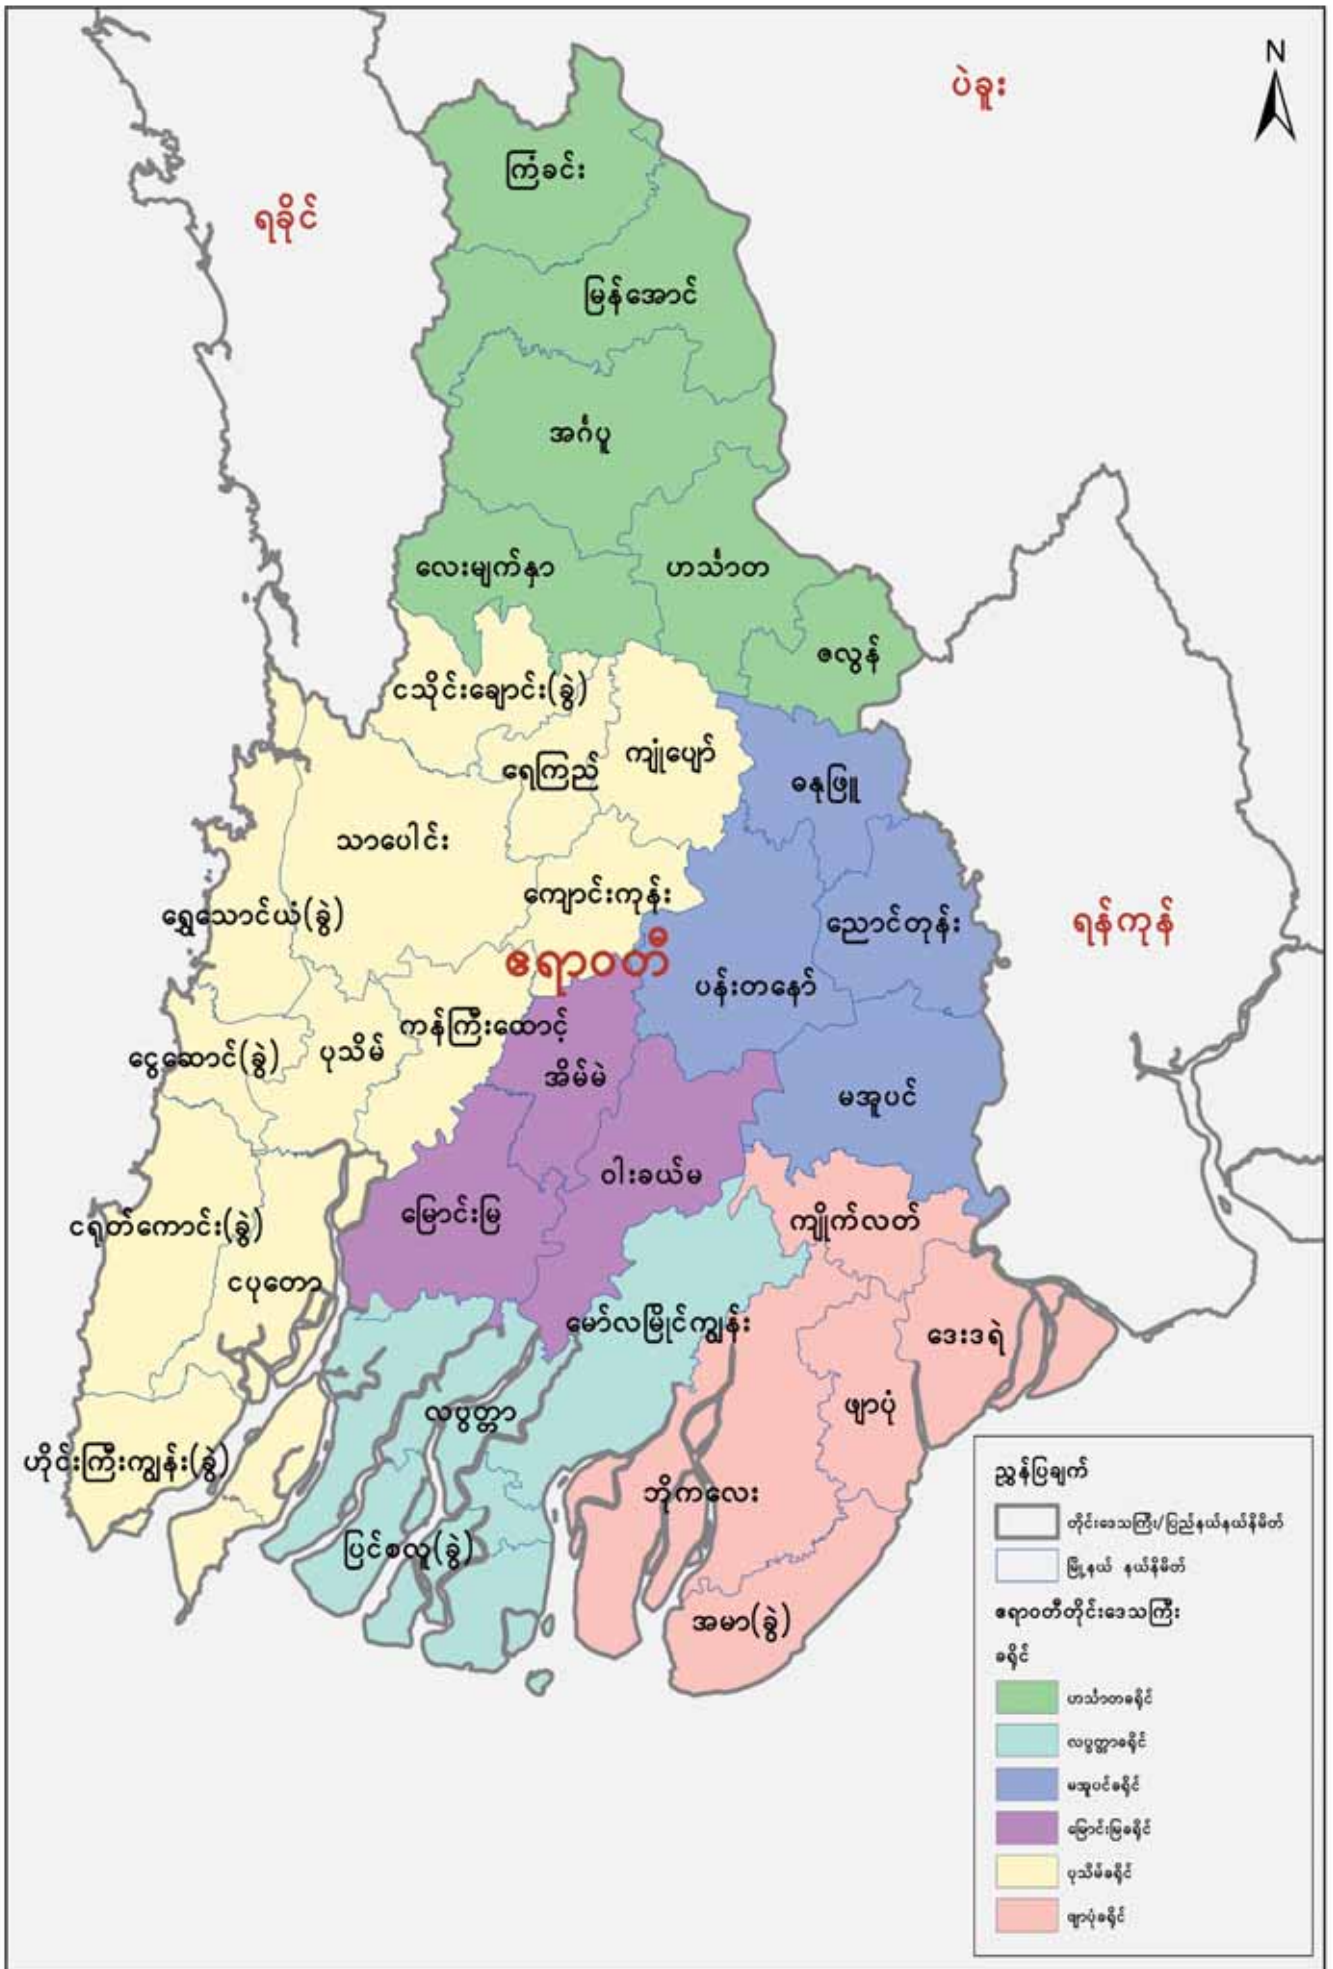 N
ပဲခူး
ကြံခင်း
ရခိုင်
မြန်အောင်
အင်္ဂပူ
လေးမျက်နှာ
ဟင်္သာတ
ဇလွန်
ငသိုင်းချောင်း(ခွဲ)
ကျုံပျော်
ရေကြည်
ဓနုဖြူ
သာပေါင်း
ကျောင်းကုန်း
ရွှေသောင်ယံ(ခွဲ)
ညောင်တုန်း
ရန်ကုန်
ဧရာဝတီ
ပန်းတနော်
ကန်ကြီးထောင့်
ပုသိမ်
ငွေဆောင်(ခွဲ)
အိမ်မဲ
မအူပင်
ဝါးခယ်မ
မြောင်းမြ
ကျိုက်လတ်
ငရုတ်ကောင်း(ခွဲ)
ငပုတော
မော်လမြိုင်ကျွန်း
ဒေးဒရဲ
ဖျာပုံ
လပွတ္တာ
ဟိုင်းကြီးကျွန်း(ခွဲ)
ဘိုကလေး
ပြင်စလူ(ခွဲ)
အမာ(ခွဲ)
ညွှန်ပြချက်
တိုင်းဒေသကြီး/ပြည်နယ်နယ်နိမိတ်
မြို့နယ် နယ်နိမိတ်
ဧရာဝတီတိုင်းဒေသကြီး
ခရိုင်
ဟင်္သာတခရိုင်
လပွတ္တာခရိုင်
မအူပင်ခရိုင်
မြောင်းမြခရိုင်
ပုသိမ်ခရိုင်
ဖျာပုံခရိုင်